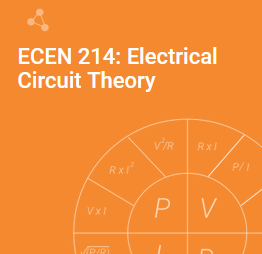 ECEN 214: Electrical
Circuit Theory
V²/R
R x I
R x I²
P / I
V x I
P
V
√(P/R)
I
R